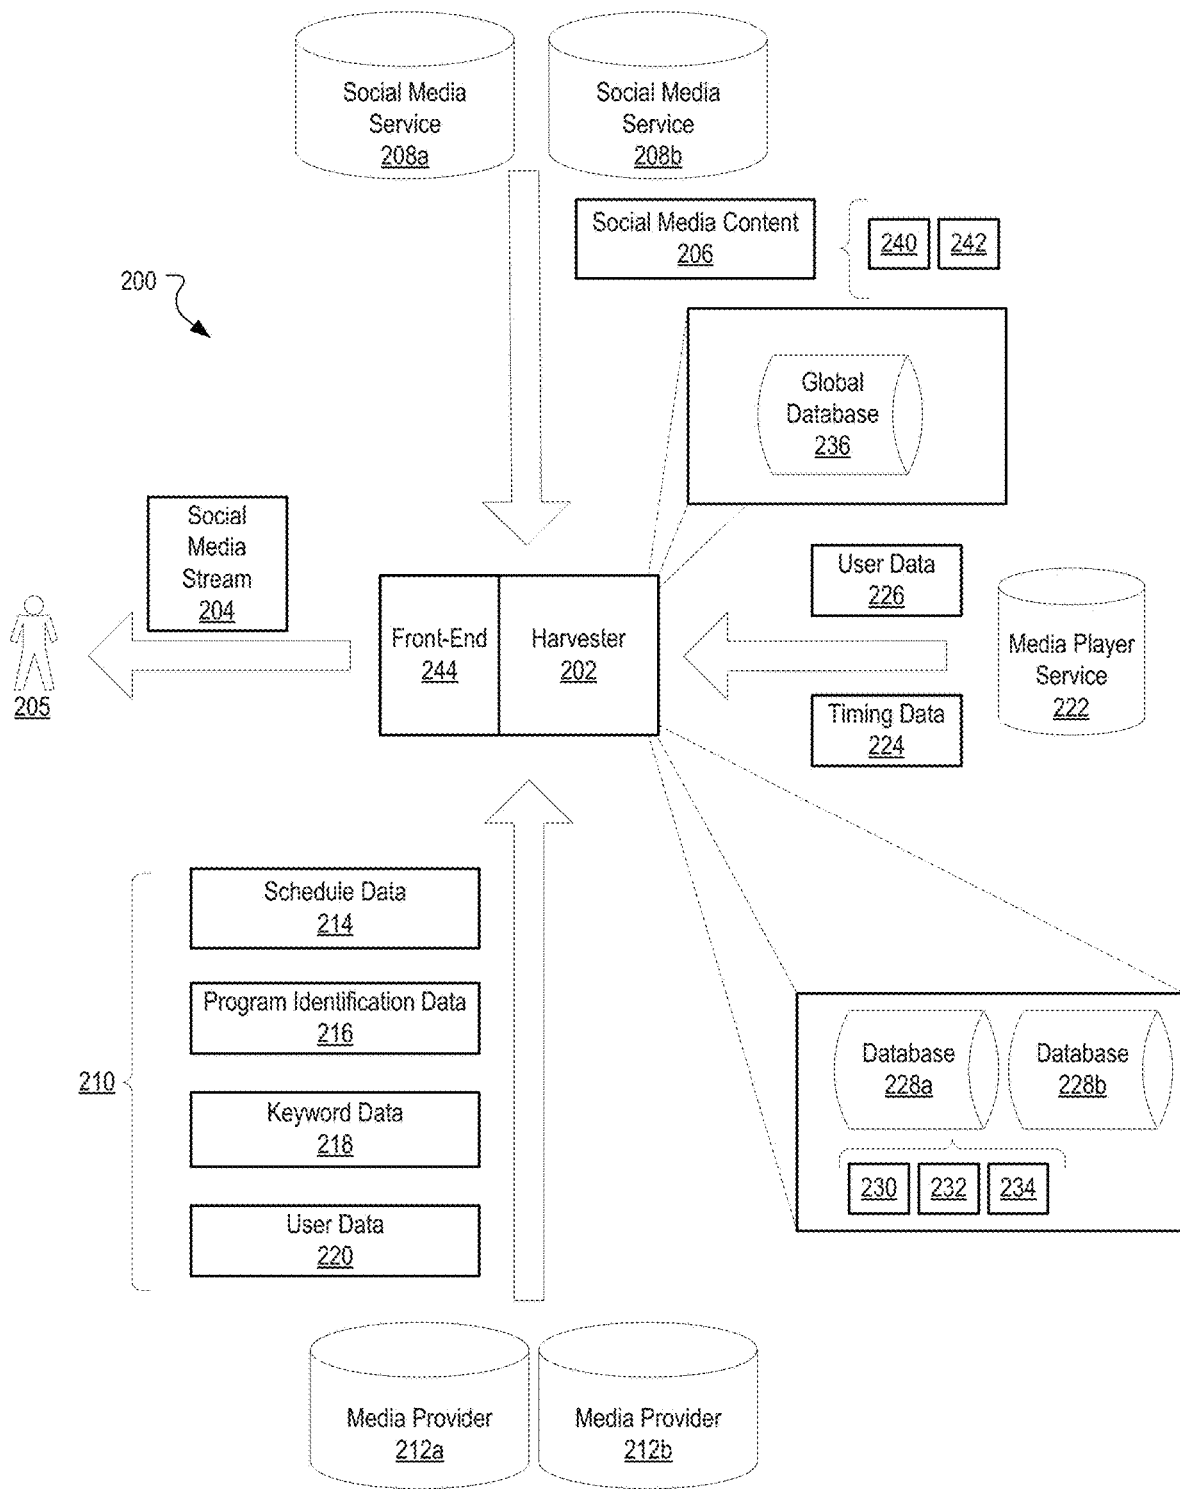 Social Media
Service
208a
Social Media
Service
208b
Social Media Content
206
240
242
200
Global
Database
236
Social
Media
Stream
204
User Data
226
Front-End
244
Harvester
202
Media Player
Service
222
205
Timing Data
224
Schedule Data
214
Program Identification Data
216
210
Keyword Data
218
User Data
220
Database
228a
Database
228b
230
232
234
Media Provider
212a
Media Provider
212b